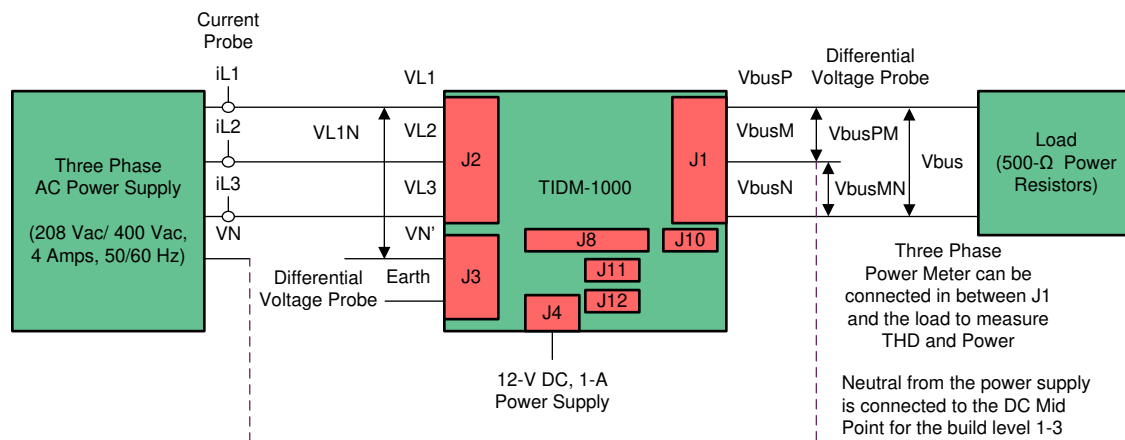 Current
Probe
iL1
iL2
iL3
VN
Three Phase
AC Power Supply
(208 Vac/ 400 Vac,
4 Amps, 50/60 Hz)
VL1
VL1N
VL2
VL3
VN'
Differential
Voltage Probe
Earth
J2
J3
J4
TIDM-1000
J1
J8
J10
J11
J12
12-V DC, 1-A
Power Supply
VbusP
VbusM
VbusN
Differential
Voltage Probe
VbusPM
VbusMN
Vbus
Load
(500-Ω Power
Resistors)
Three Phase
Power Meter can be
connected in between J1
and the load to measure
THD and Power
Neutral from the power supply
is connected to the DC Mid
Point for the build level 1-3